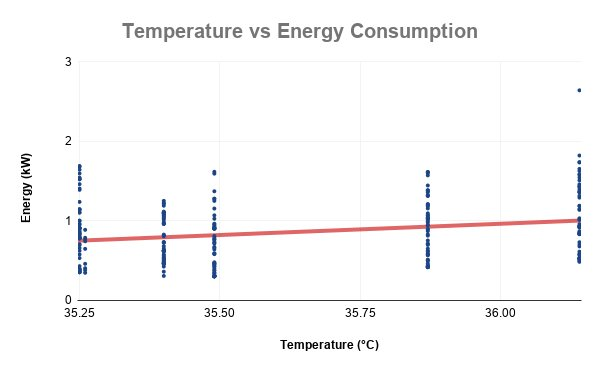 Temperature vs Energy Consumption
Energy (kW)
3
2
1
0
35.25
35.50
35.75
36.00
Temperature (°C)